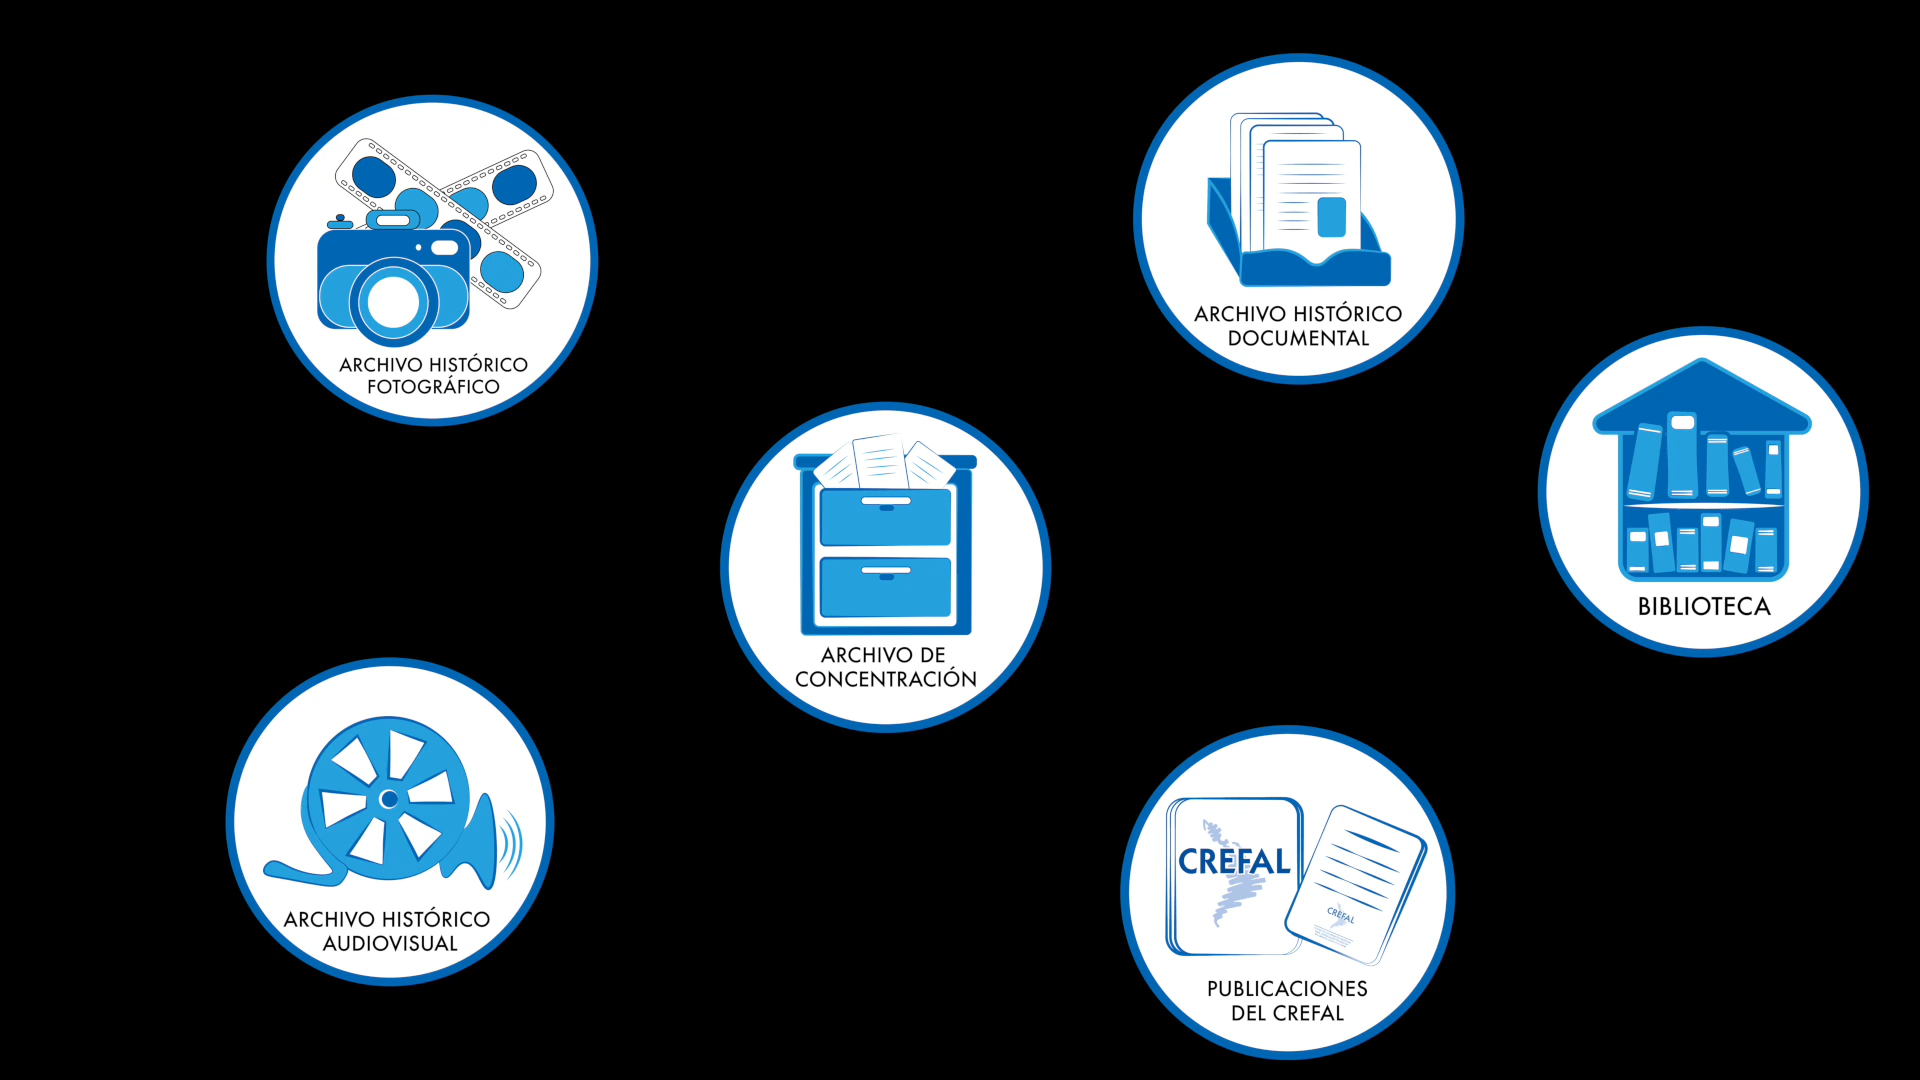 ARCHIVO HISTÓRICO
FOTOGRÁFICO
ARCHIVO HISTÓRICO
DOCUMENTAL
BIBLIOTECA
ARCHIVO DE
CONCENTRACIÓN
ARCHIVO HISTÓRICO
AUDIOVISUAL
CREFAL
CREFAL
PUBLICACIONES
DEL CREFAL